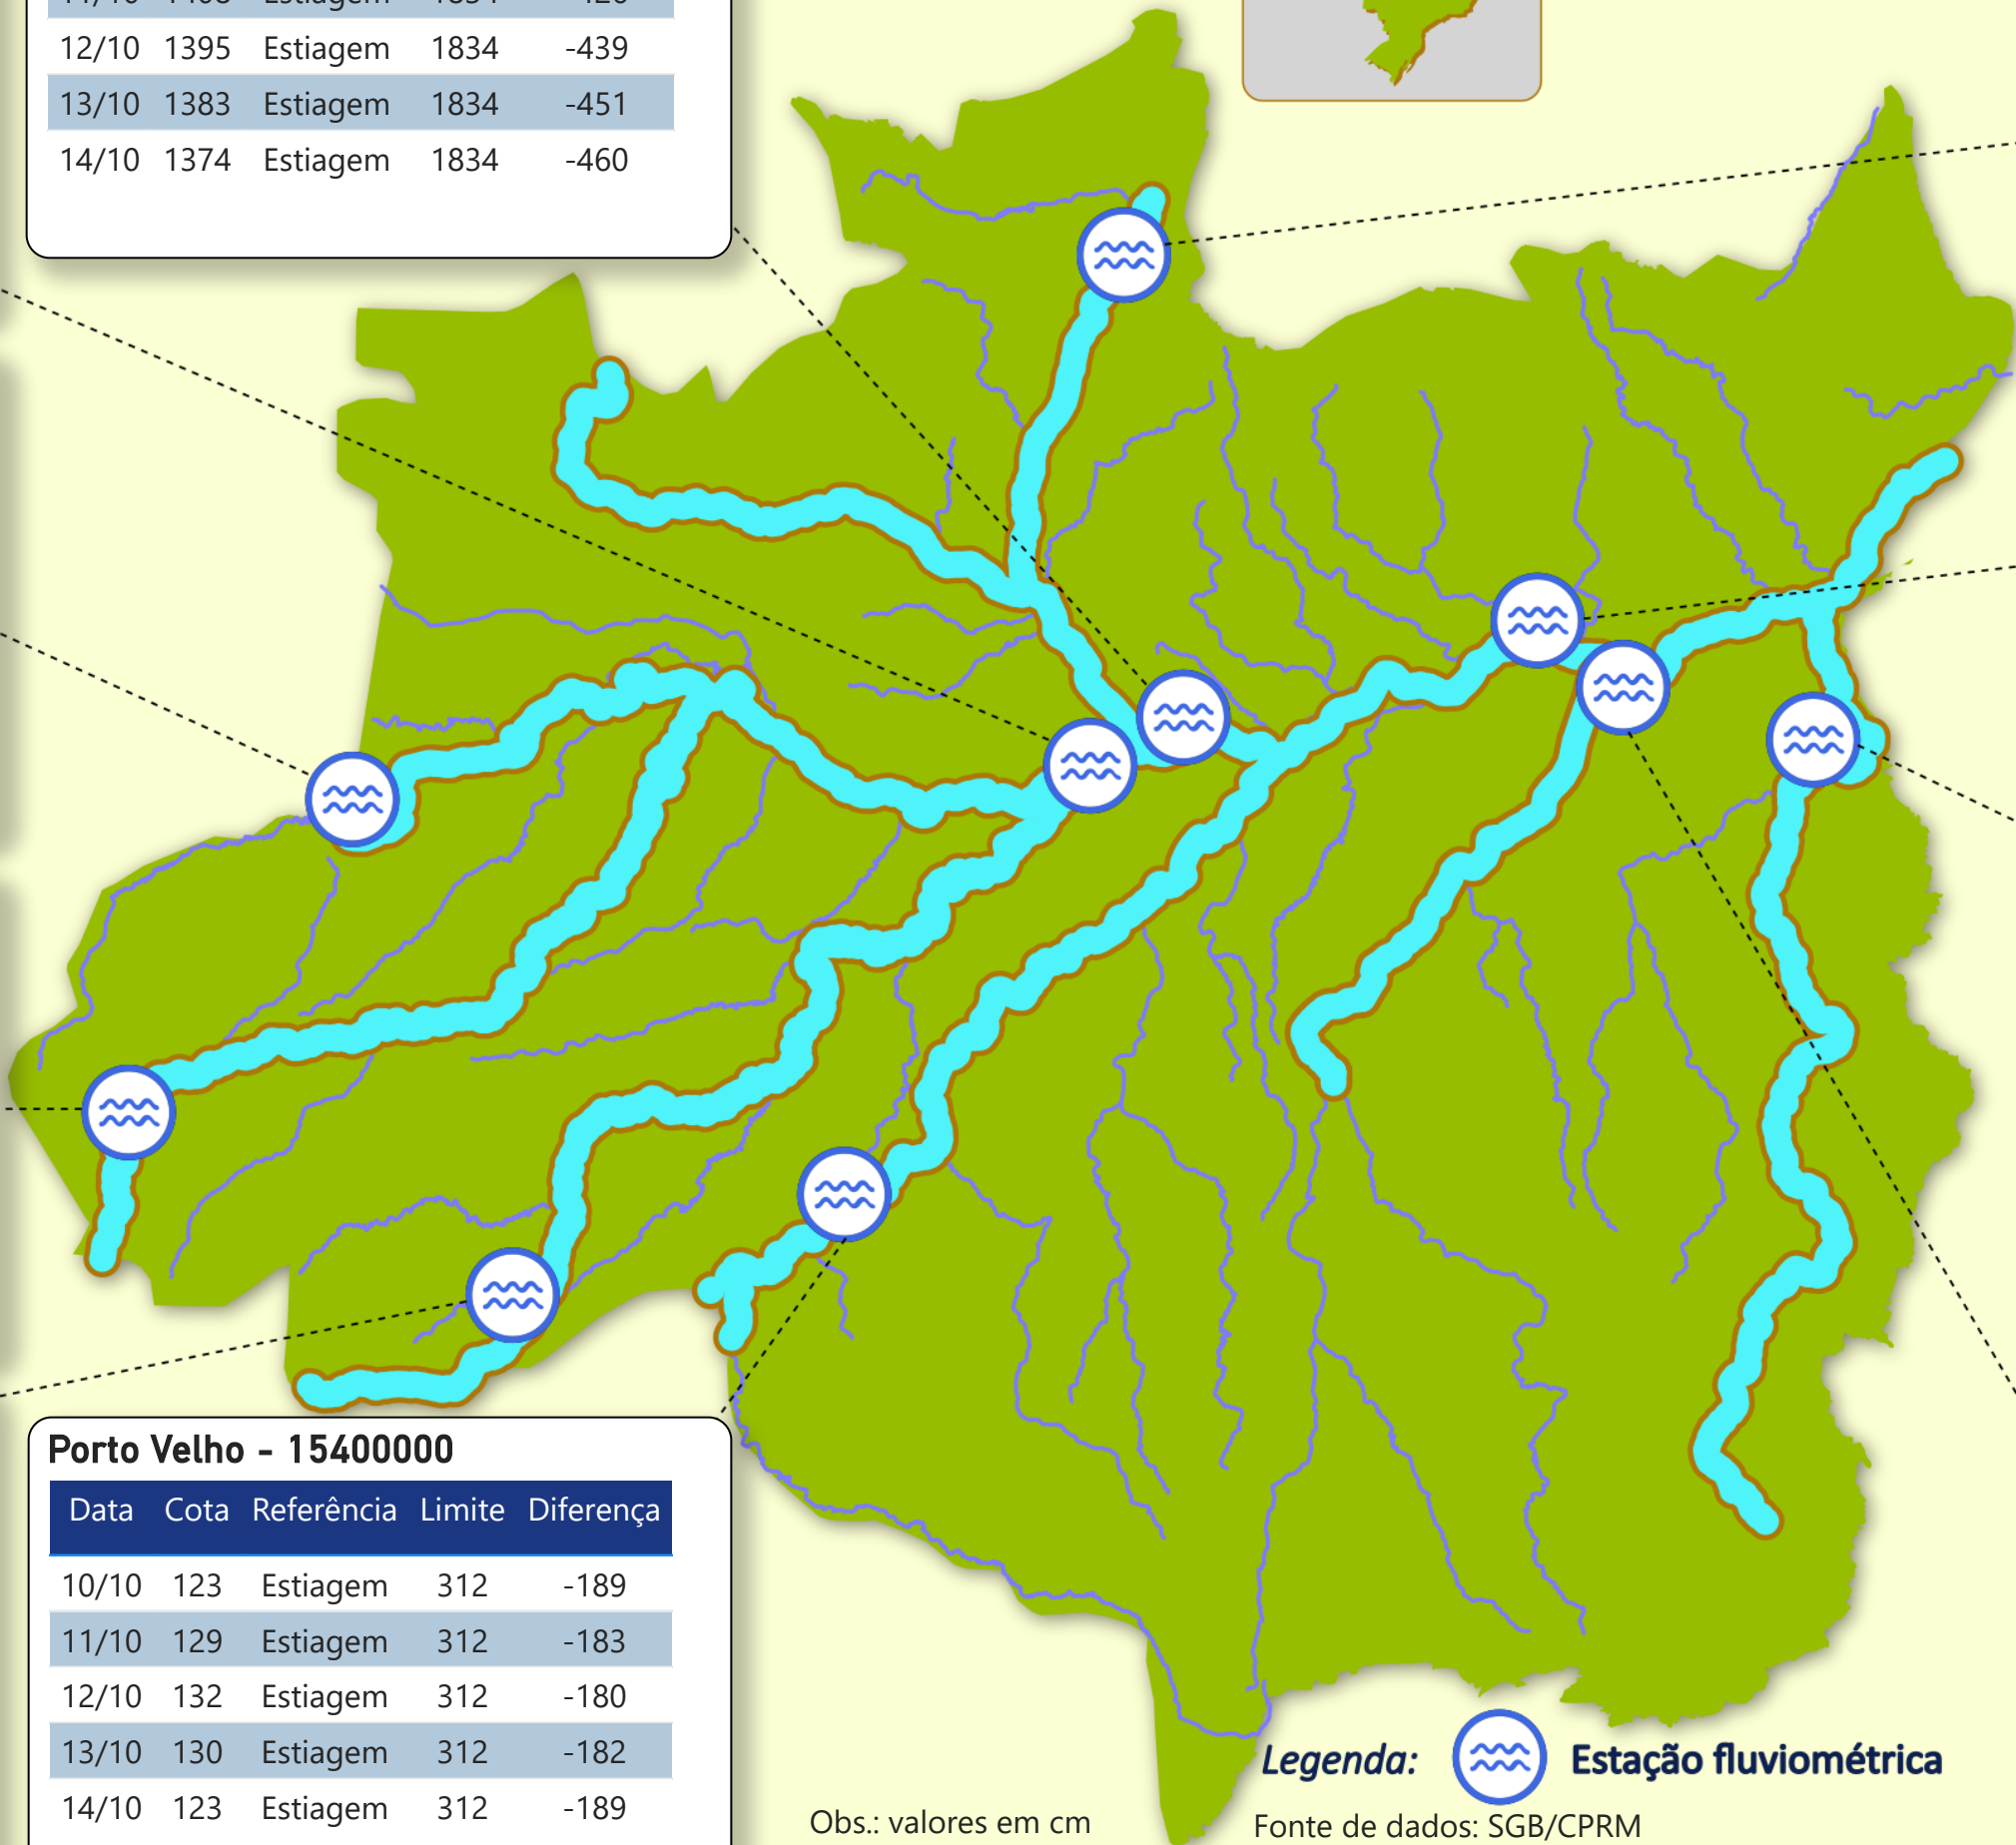 12/10 1395 Estiagem 1834 -439
13/10 1383 Estiagem 1834 -451
14/10 1374 Estiagem 1834 -460
Porto Velho - 15400000
Data Cota Referência Limite Diferença
10/10 123 Estiagem 312 -189
11/10 129 Estiagem 312 -183
12/10 132 Estiagem 312 -180
13/10 130 Estiagem 312 -182
14/10 123 Estiagem 312 -189
Legenda: Estação fluviométrica
Obs.: valores em cm
Fonte de dados: SGB/CPRM